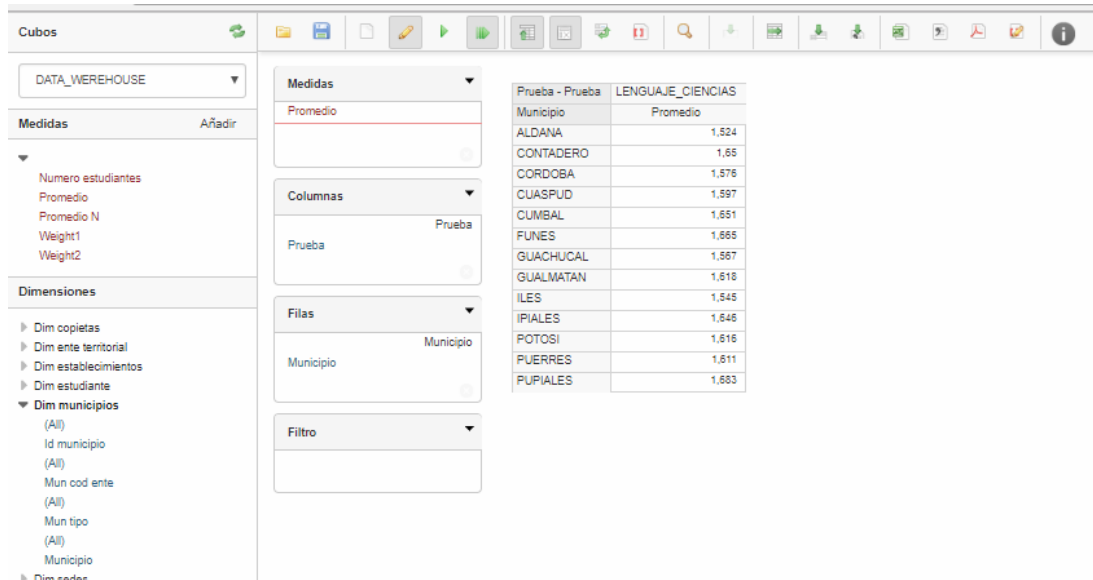 Cubos
DATA_WEREHOUSE
Medidas Añadir
Numero estudiantes
Promedio
Promedio N
Weight1
Weight2
Dimensiones
Dim copietas
Dim ente territorial
Dim establecimientos
Dim estudiante
Dim municipios
(All)
Id municipio
(All)
Mun cod ente
(All)
Mun tipo
(All)
Municipio
Dim sedes
Medidas
Promedio
Columnas
Prueba
Prueba
Filas
Municipio
Municipio
Filtro
Prueba - Prueba LENGUAJE_CIENCIAS
Municipio Promedio
ALDANA 1,524
CONTADERO 1,65
CORDOBA 1,576
CUASPUD 1,597
CUMBAL 1,651
FUNES 1,665
GUACHUCAL 1,567
GUALMATAN 1,618
ILES 1,545
IPIALES 1,646
POTOSI 1,616
PUERRES 1,611
PUPIALES 1,683